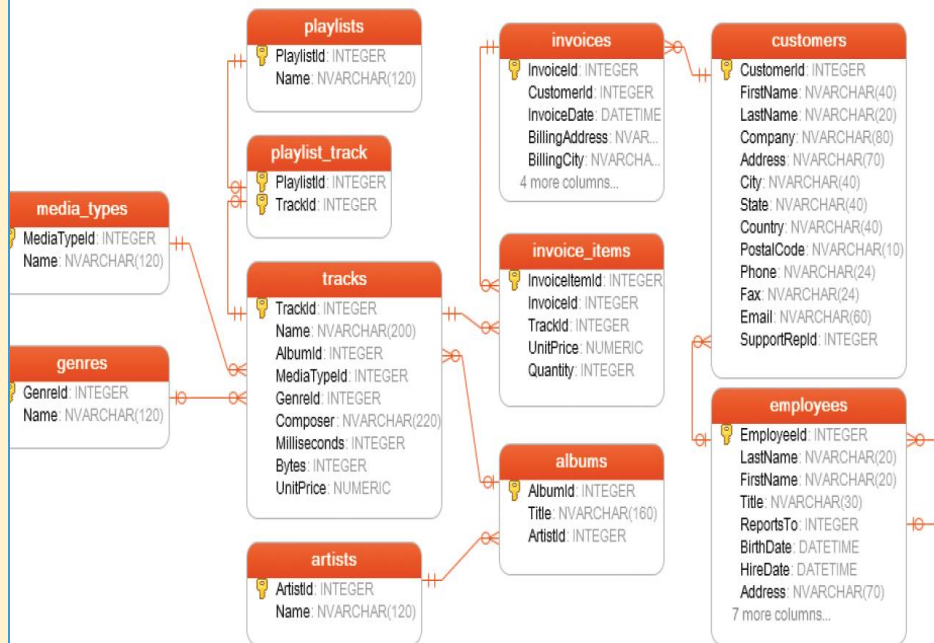 playlists
PlaylistId: INTEGER
Name: NVARCHAR(120)
playlist_track
PlaylistId: INTEGER
TrackId: INTEGER
media_types
MediaTypeId: INTEGER
Name: NVARCHAR(120)
genres
GenreId: INTEGER
Name: NVARCHAR(120)
tracks
TrackId: INTEGER
Name: NVARCHAR(200)
AlbumId: INTEGER
MediaTypeId: INTEGER
GenreId: INTEGER
Composer: NVARCHAR(220)
Milliseconds: INTEGER
Bytes: INTEGER
UnitPrice: NUMERIC
artists
ArtistId: INTEGER
Name: NVARCHAR(120)
invoices
InvoiceId: INTEGER
CustomerId: INTEGER
InvoiceDate: DATETIME
BillingAddress: NVAR...
BillingCity: NVARCHA...
4 more columns...
invoice_items
InvoiceItemId: INTEGER
InvoiceId: INTEGER
TrackId: INTEGER
UnitPrice: NUMERIC
Quantity: INTEGER
albums
AlbumId: INTEGER
Title: NVARCHAR(160)
ArtistId: INTEGER
customers
CustomerId: INTEGER
FirstName: NVARCHAR(40)
LastName: NVARCHAR(20)
Company: NVARCHAR(80)
Address: NVARCHAR(70)
City: NVARCHAR(40)
State: NVARCHAR(40)
Country: NVARCHAR(40)
PostalCode: NVARCHAR(10)
Phone: NVARCHAR(24)
Fax: NVARCHAR(24)
Email: NVARCHAR(60)
SupportRepId: INTEGER
employees
EmployeeId: INTEGER
LastName: NVARCHAR(20)
FirstName: NVARCHAR(20)
Title: NVARCHAR(30)
ReportsTo: INTEGER
BirthDate: DATETIME
HireDate: DATETIME
Address: NVARCHAR(70)
7 more columns...